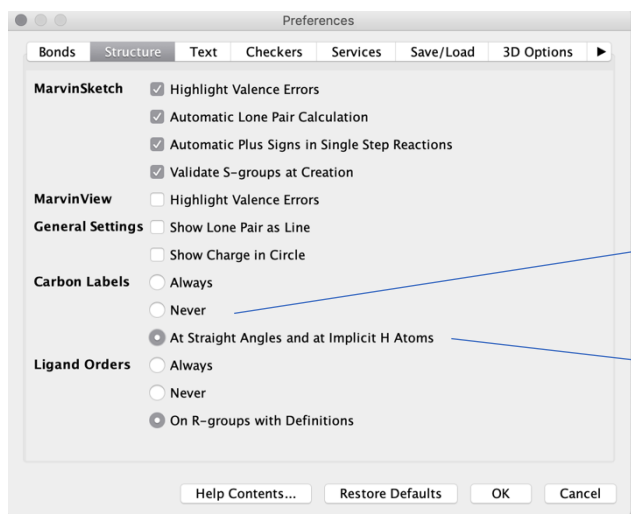 Preferences
Bonds Structure Text Checkers Services Save/Load 3D Options
MarvinSketch Highlight Valence Errors
Automatic Lone Pair Calculation
Automatic Plus Signs in Single Step Reactions
Validate S-groups at Creation
MarvinView Highlight Valence Errors
General Settings Show Lone Pair as Line
Show Charge in Circle
Carbon Labels Always
Never
At Straight Angles and at Implicit H Atoms
Ligand Orders Always
Never
On R-groups with Definitions
Help Contents... Restore Defaults OK Cancel